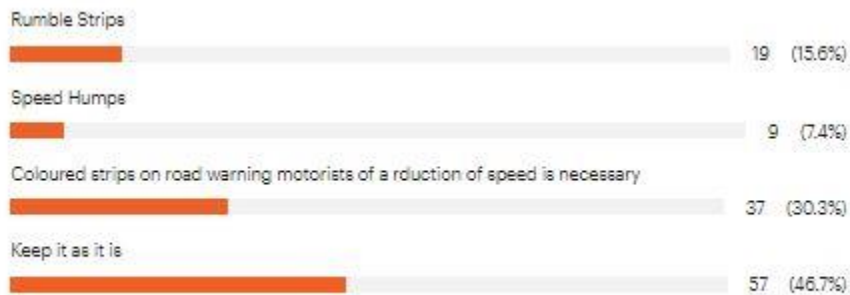 Rumble Strips
19 (15.6%)
Speed Humps
9 (7.4%)
Coloured strips on road warning motorists of a rduction of speed is necessary
37 (30.3%)
Keep it as it is
57 (46.7%)